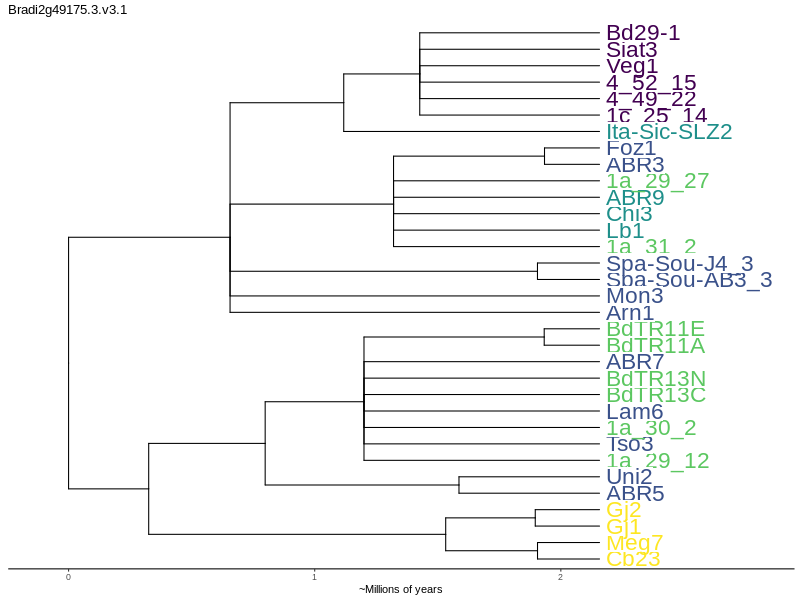 Bradi2g49175.3.v3.1
Bd29-1
Siat3
Veg1
4_52_15
4_49_22
1c_25_14
Ita-Sic-SLZ2
Foz1
ABR3
1a_29_27
ABR9
Chi3
Lb1
1a_31_2
Spa-Sou-J4_3
Spa-Sou-AB3_3
Mon3
Arn1
BdTR11E
BdTR11A
ABR7
BdTR13N
BdTR13C
Lam6
1a_30_2
Tso3
1a_29_12
Uni2
ABR5
Gj2
Gj1
Meg7
Cb23
0 1 2
~Millions of years